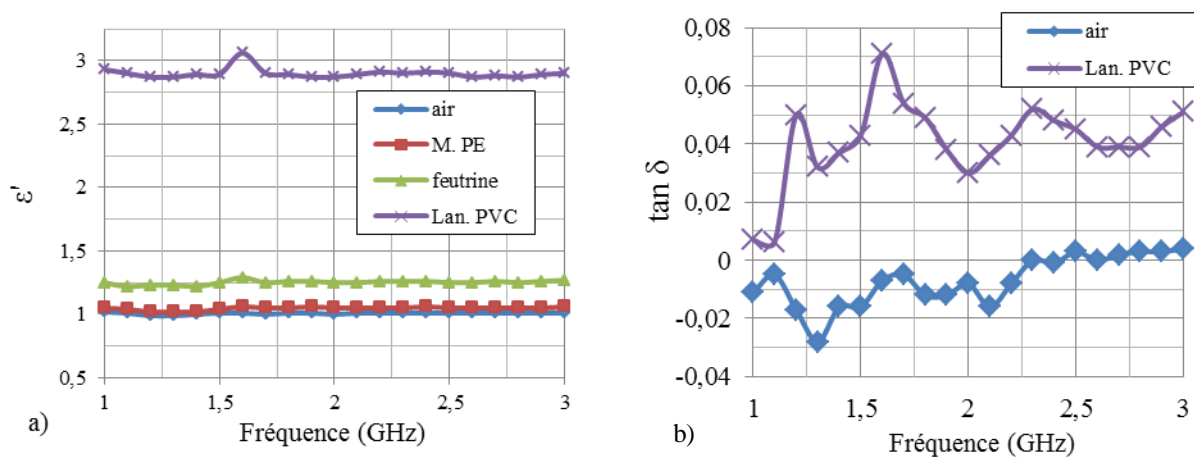 3
2,5
2
1,5
1
0,5
ε'
air
M. PE
feutrine
Lan. PVC
1
1,5
2
2,5
3
Fréquence (GHz)
a)
0,08
0,06
0,04
0,02
0
-0,02
-0,04
tan δ
air
Lan. PVC
1
1,5
2
2,5
3
Fréquence (GHz)
b)